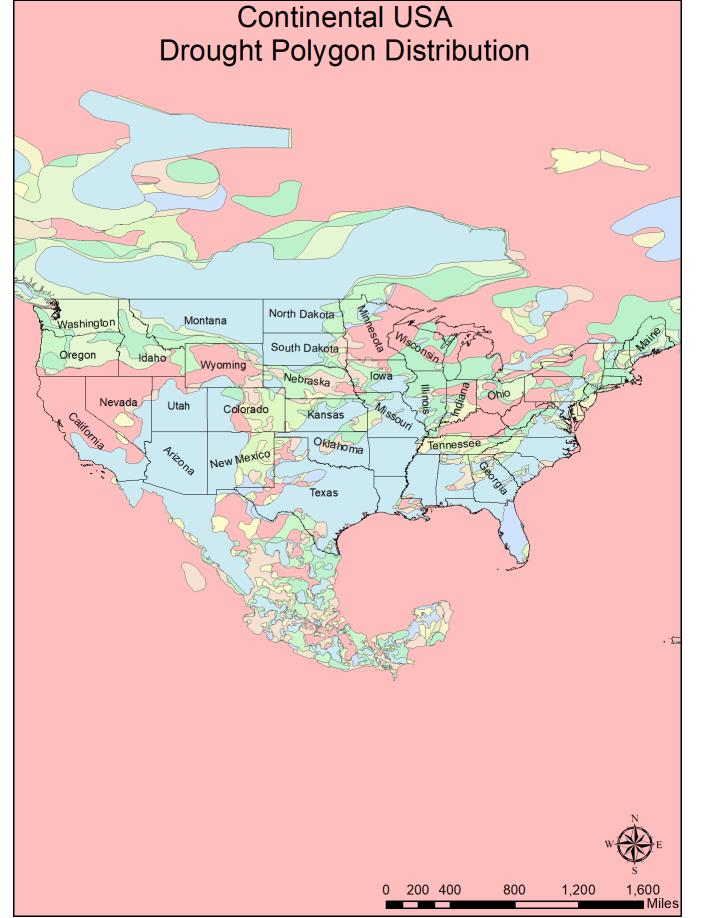 Continental USA
Drought Polygon Distribution
Washington
Montana
North Dakota
Minnesota
Maine
Oregon
Idaho
Wyoming
South Dakota
Wisconsin
Nebraska
Iowa
Nevada
Utah
Colorado
Kansas
Missouri
Illinois
Indiana
Ohio
California
Arizona
New Mexico
Oklahoma
Tennessee
Georgia
Texas
N
W E
S
0 200 400 800 1,200 1,600
Miles